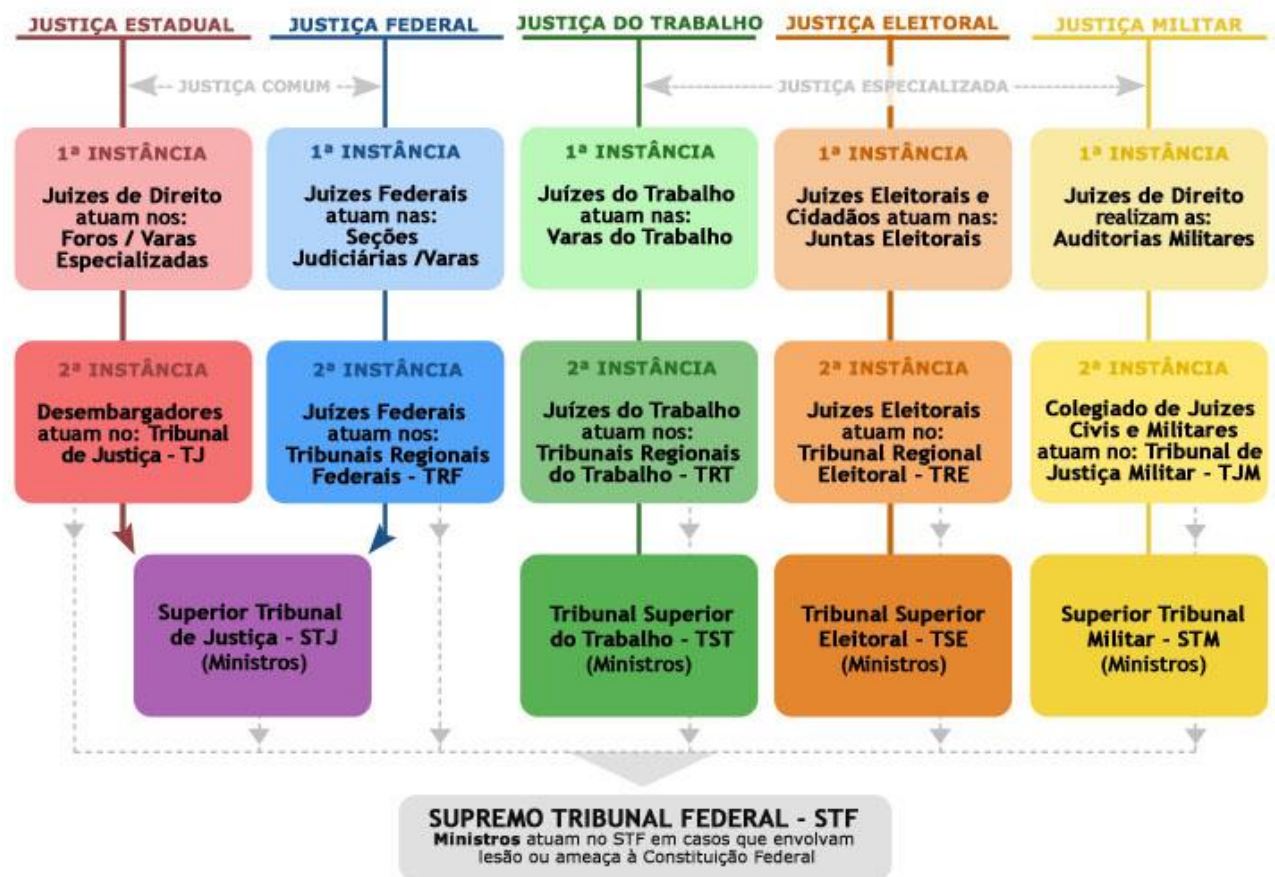 JUSTIÇA ESTADUAL
JUSTIÇA FEDERAL
JUSTIÇA DO TRABALHO
JUSTIÇA ELEITORAL
JUSTIÇA MILITAR
JUSTIÇA COMUM
JUSTIÇA ESPECIALIZADA
1ª INSTÂNCIA
Juizes de Direito
atuam nos:
Foros / Varas
Especializadas
1ª INSTÂNCIA
Juizes Federais
atuam nas:
Seções
Judiciárias /Varas
1ª INSTÂNCIA
Juízes do Trabalho
atuam nas:
Varas do Trabalho
1ª INSTÂNCIA
Juizes Eleitorais e
Cidadãos atuam nas:
Juntas Eleitorais
1ª INSTÂNCIA
Juizes de Direito
realizam as:
Auditorias Militares
2ª INSTÂNCIA
Desembargadores
atuam no: Tribunal
de Justiça - TJ
2ª INSTÂNCIA
Juízes Federais
atuam nos:
Tribunais Regionais
Federais - TRF
2ª INSTÂNCIA
Juízes do Trabalho
atuam nos:
Tribunais Regionais
do Trabalho - TRT
2ª INSTÂNCIA
Juizes Eleitorais
atuam no:
Tribunal Regional
Eleitoral - TRE
2ª INSTÂNCIA
Colegiado de Juizes
Civis e Militares
atuam no: Tribunal de
Justiça Militar - TJM
Superior Tribunal
de Justiça - STJ
(Ministros)
Tribunal Superior
do Trabalho - TST
(Ministros)
Tribunal Superior
Eleitoral - TSE
(Ministros)
Superior Tribunal
Militar - STM
(Ministros)
SUPREMO TRIBUNAL FEDERAL - STF
Ministros atuam no STF em casos que envolvam
lesão ou ameaça à Constituição Federal